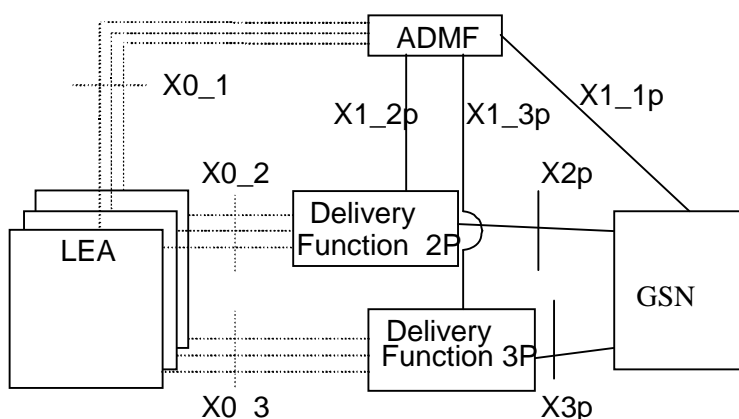 ADMF
X0_1
X1_2p
X1_3p
X1_1p
X0_2
X2p
Delivery
Function 2P
LEA
GSN
Delivery
Function 3P
X0_3
X3p